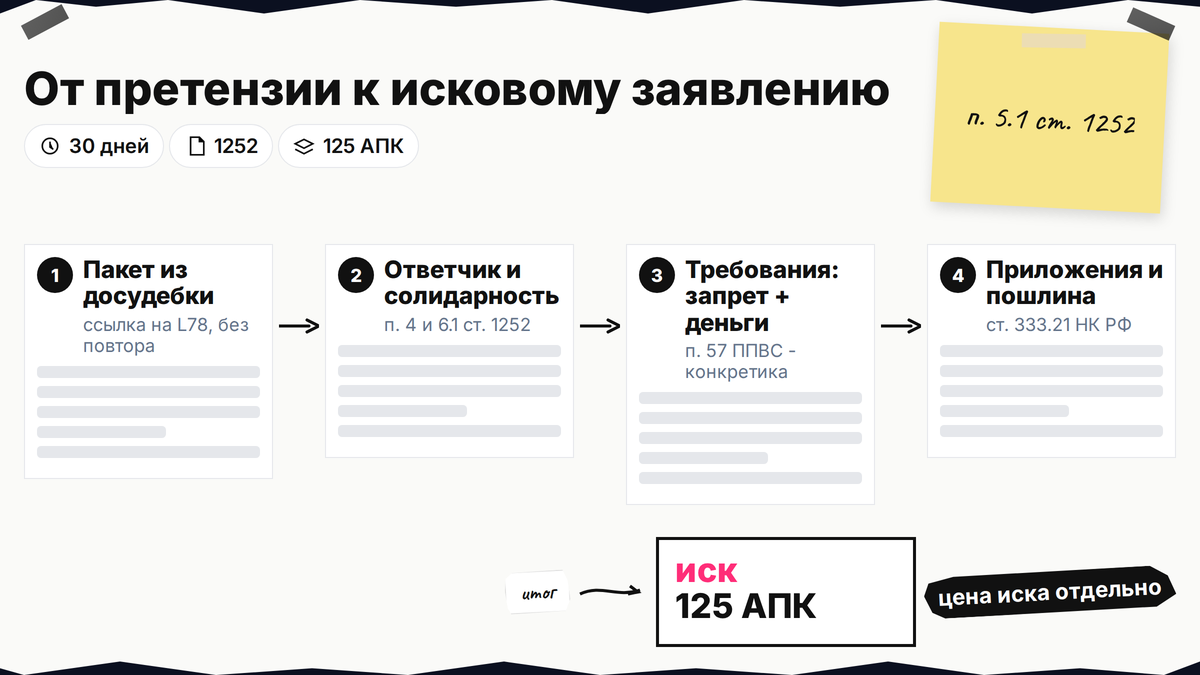 От претензии к исковому заявлению
30 дней
1252
125 АПК
п. 5.1 ст. 1252
1
Пакет из
досудебки
ссылка на L78, без
повтора
2
Ответчик и
солидарность
п. 4 и 6.1 ст. 1252
3
Требования:
запрет +
деньги
п. 57 ППВС -
конкретика
4
Приложения и
пошлина
ст. 333.21 НК РФ
итог
иск
125 АПК
цена иска отдельно